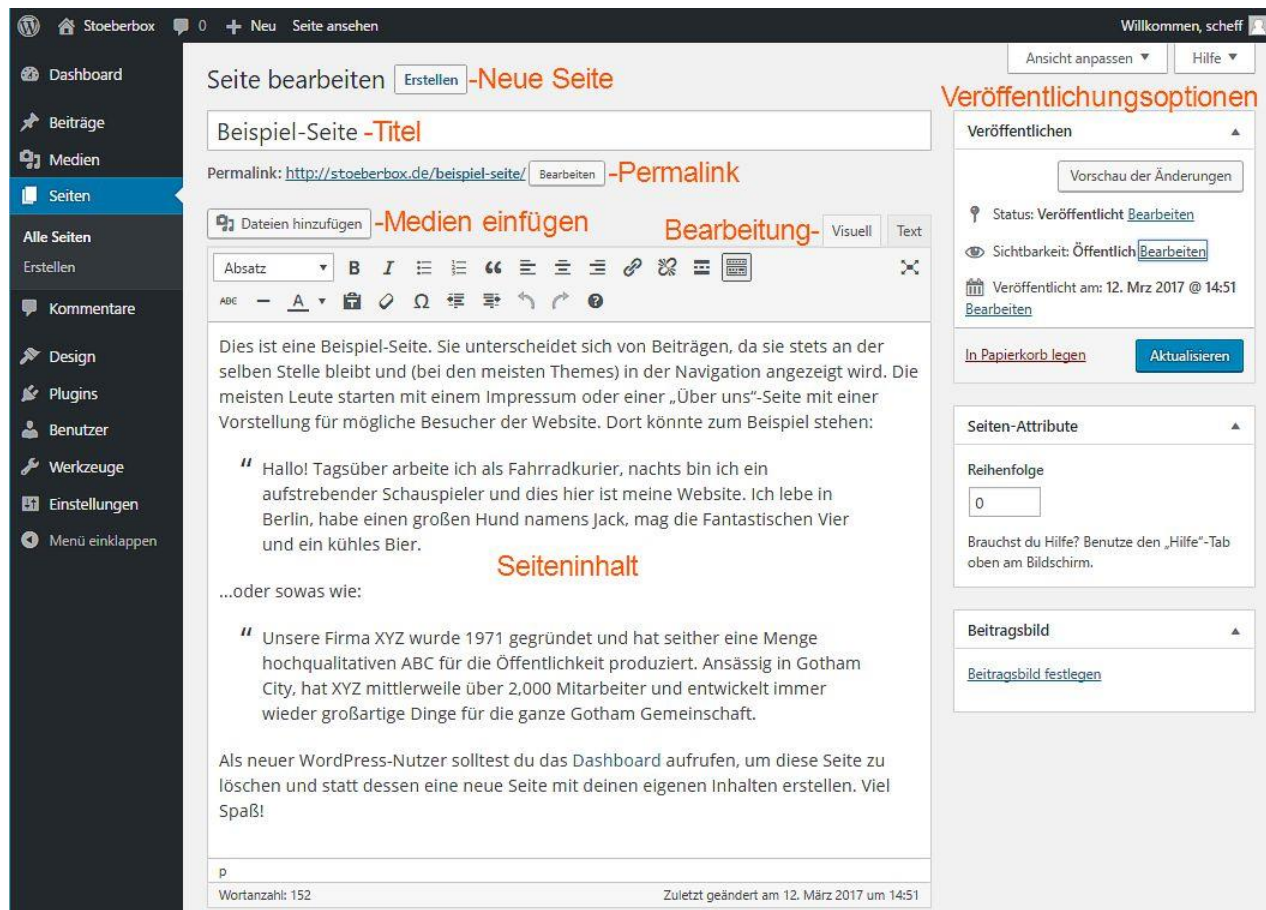 Stoeberbox 0 + Neu Seite ansehen Willkommen, scheff
Dashboard
Beiträge
Medien
Seiten
Alle Seiten
Erstellen
Kommentare
Design
Plugins
Benutzer
Werkzeuge
Einstellungen
Menü einklappen
Ansicht anpassen ▼ Hilfe ▼
Seite bearbeiten Erstellen -Neue Seite
Beispiel-Seite -Titel
Permalink: http://stoeberbox.de/beispiel-seite/ Bearbeiten -Permalink
Dateien hinzufügen -Medien einfügen Bearbeitung- Visuell Text
Absatz ▼ B I
ABC A ▼ Ω
Dies ist eine Beispiel-Seite. Sie unterscheidet sich von Beiträgen, da sie stets an der
selben Stelle bleibt und (bei den meisten Themes) in der Navigation angezeigt wird. Die
meisten Leute starten mit einem Impressum oder einer „Über uns“-Seite mit einer
Vorstellung für mögliche Besucher der Website. Dort könnte zum Beispiel stehen:
“ Hallo! Tagsüber arbeite ich als Fahrradkurier, nachts bin ich ein
aufstrebender Schauspieler und dies hier ist meine Website. Ich lebe in
Berlin, habe einen großen Hund namens Jack, mag die Fantastischen Vier
und ein kühles Bier.
Seiteninhalt
...oder sowas wie:
“ Unsere Firma XYZ wurde 1971 gegründet und hat seither eine Menge
hochqualitativen ABC für die Öffentlichkeit produziert. Ansässig in Gotham
City, hat XYZ mittlerweile über 2,000 Mitarbeiter und entwickelt immer
wieder großartige Dinge für die ganze Gotham Gemeinschaft.
Als neuer WordPress-Nutzer solltest du das Dashboard aufrufen, um diese Seite zu
löschen und statt dessen eine neue Seite mit deinen eigenen Inhalten erstellen. Viel
Spaß!
p
Wortanzahl: 152 Zuletzt geändert am 12. März 2017 um 14:51
Veröffentlichungsoptionen
Veröffentlichen
Vorschau der Änderungen
Status: Veröffentlicht Bearbeiten
Sichtbarkeit: Öffentlich Bearbeiten
Veröffentlicht am: 12. Mrz 2017 @ 14:51
Bearbeiten
In Papierkorb legen Aktualisieren
Seiten-Attribute
Reihenfolge
0
Brauchst du Hilfe? Benutze den „Hilfe“-Tab
oben am Bildschirm.
Beitragsbild
Beitragsbild festlegen